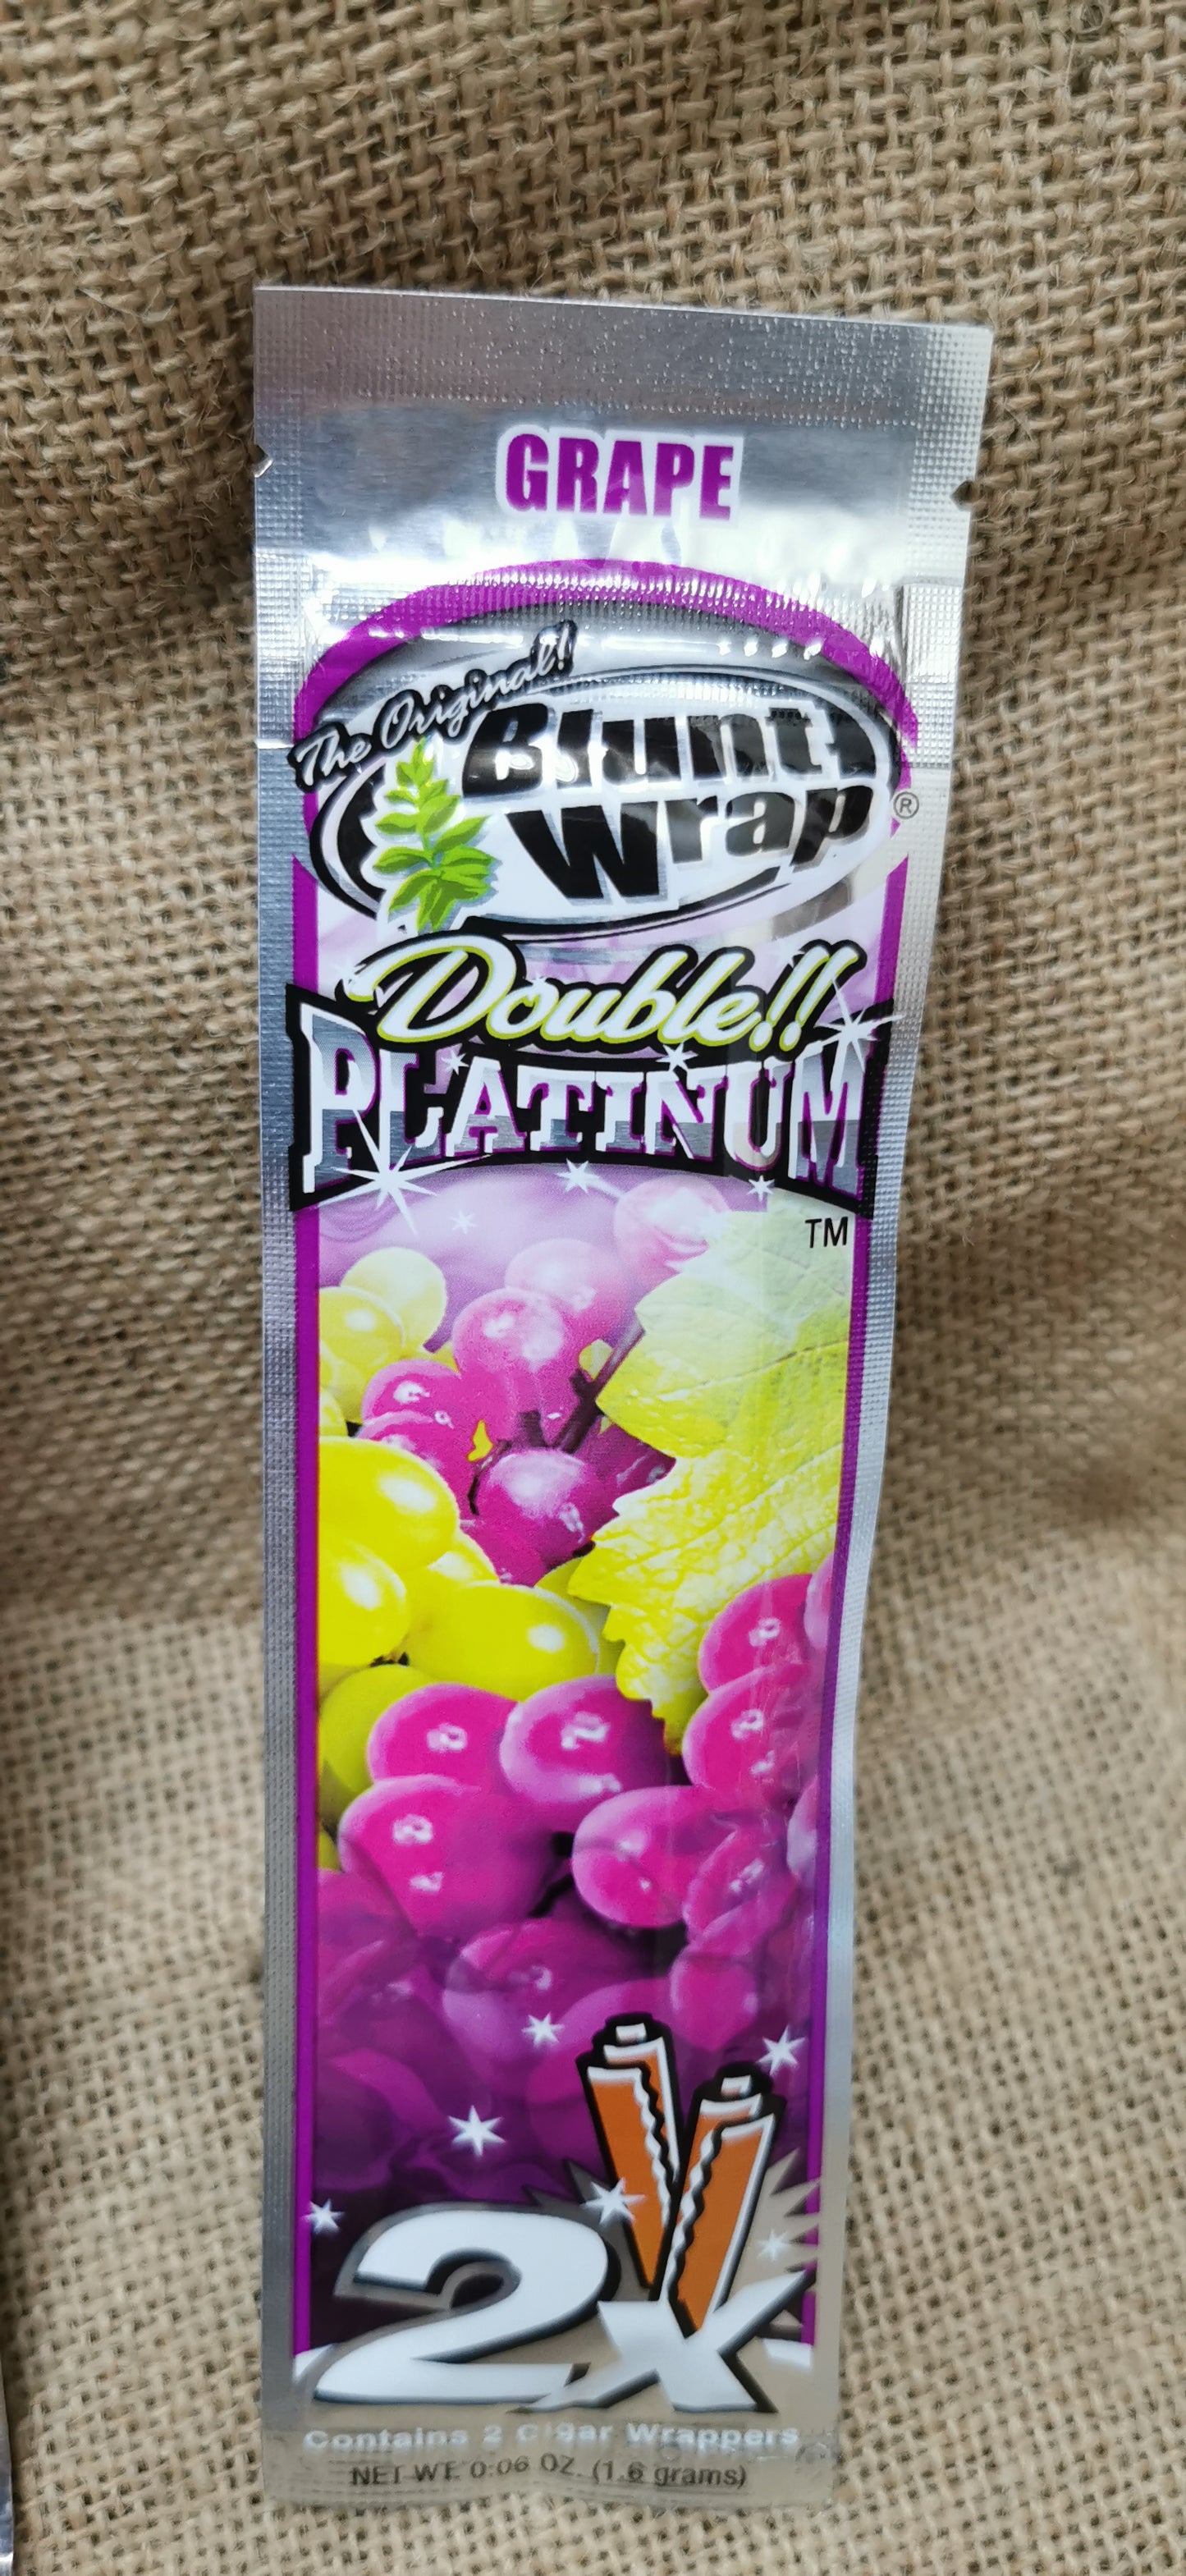 GRAPE
The Original!
Blunt
Wrap ®
Double!!
PLATINUM
TM
2x
Contains 2 Cigar Wrappers
NET WT. 0.06 OZ. (1.6 grams)